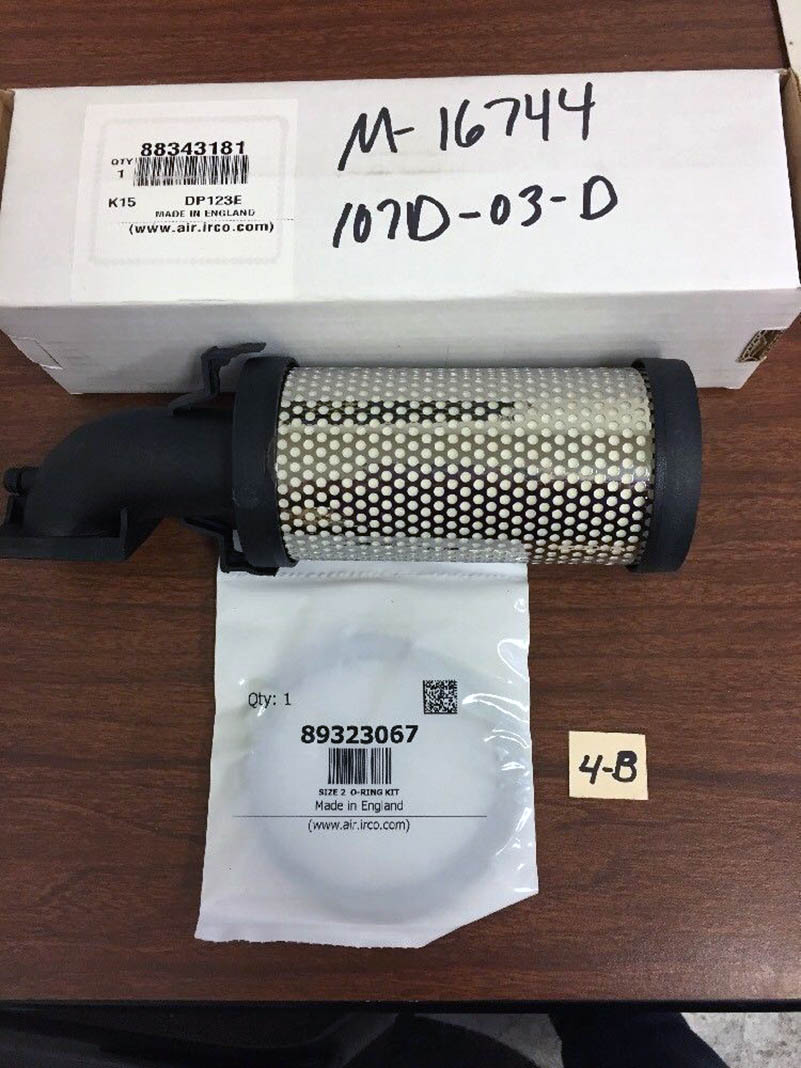 88343181
QTY
1
K15 DP123E
MADE IN ENGLAND
(www.air.irco.com)
M-16744
107D-03-D
Qty: 1
89323067
SIZE 2 O-RING KIT
Made in England
(www.air.irco.com)
4-B